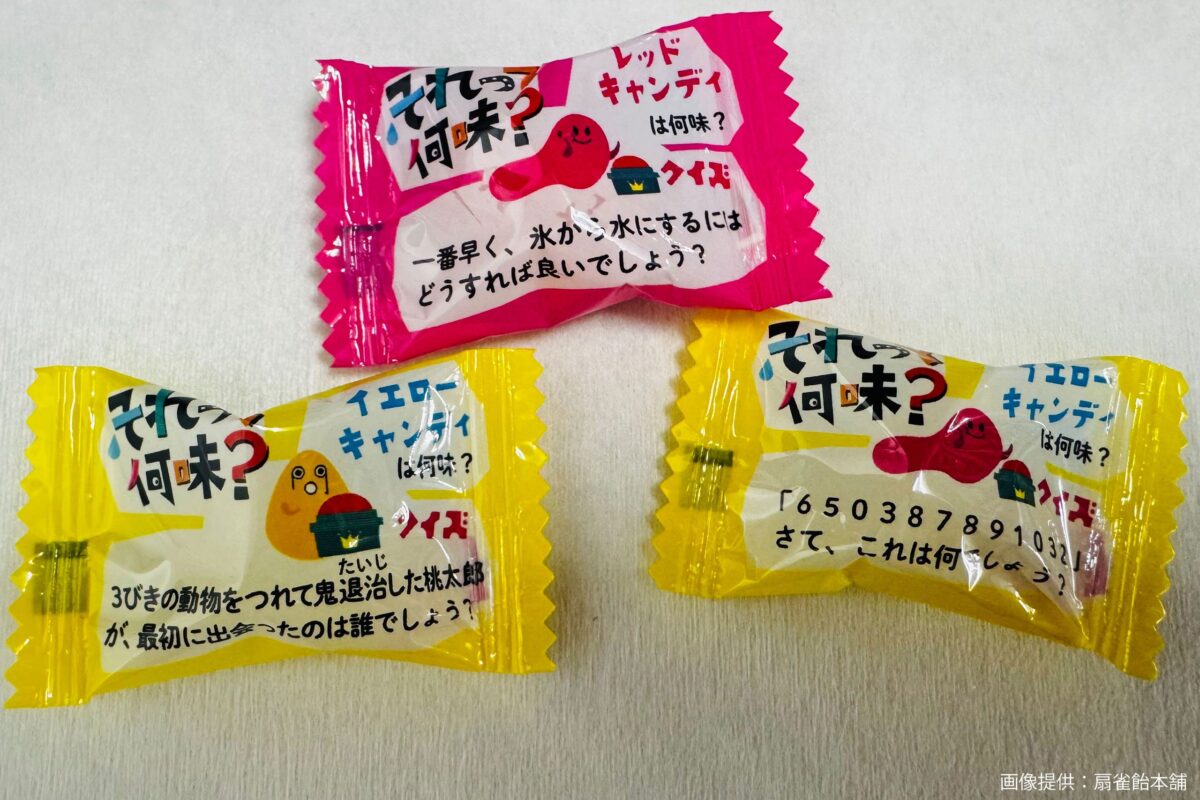 それって
何味?
レッド
キャンディ
は何味?
クイズ
一番早く、氷から水にするには
どうすれば良いでしょう?
それって
何味?
イエロー
キャンディ
は何味?
クイズ
たいじ
3びきの動物をつれて鬼退治した桃太郎
が、最初に出会ったのは誰でしょう?
それって
何味?
イエロー
キャンディ
は何味?
クイズ
「650387891032」
さて、これは何でしょう?
画像提供:扇雀飴本舗